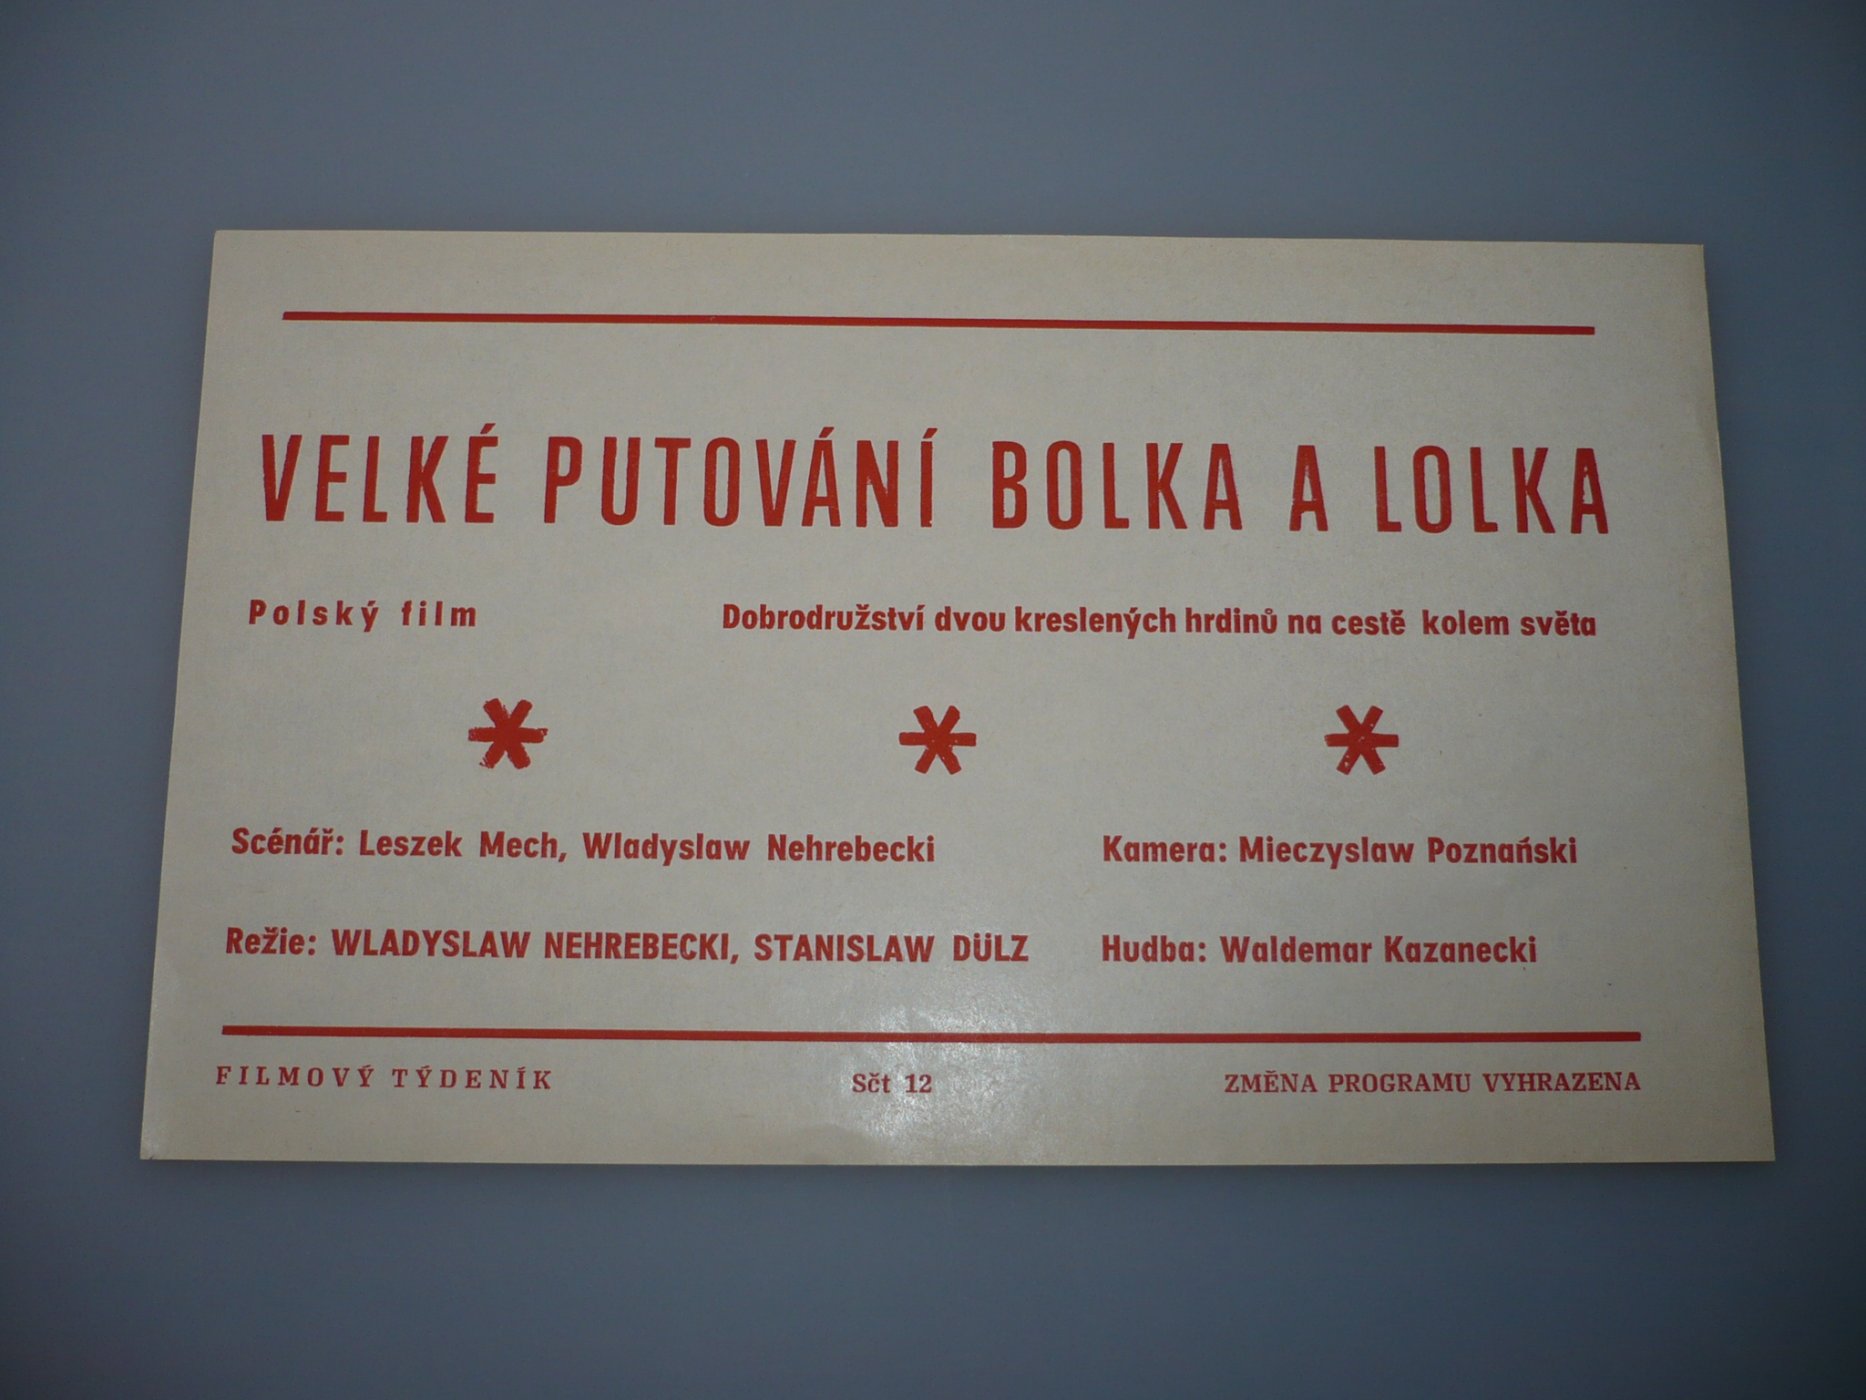 VELKÉ PUTOVÁNÍ BOLKA A LOLKA
Polský film Dobrodružství dvou kreslených hrdinů na cestě kolem světa
* * *
Scénář: Leszek Mech, Wladyslaw Nehrebecki Kamera: Mieczyslaw Poznański
Režie: WLADYSLAW NEHREBECKI, STANISLAW DÜLZ Hudba: Waldemar Kazanecki
FILMOVÝ TÝDENÍK Sčt 12 ZMĚNA PROGRAMU VYHRAZENA